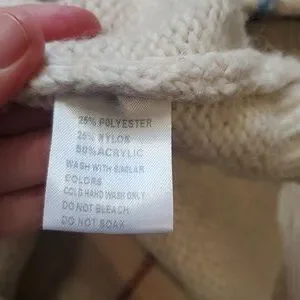 25% POLYESTER
25% NYLON
50% ACRYLIC
WASH WITH SIMILAR
COLORS
COLD HAND WASH ONLY
DO NOT BLEACH
DO NOT SOAK